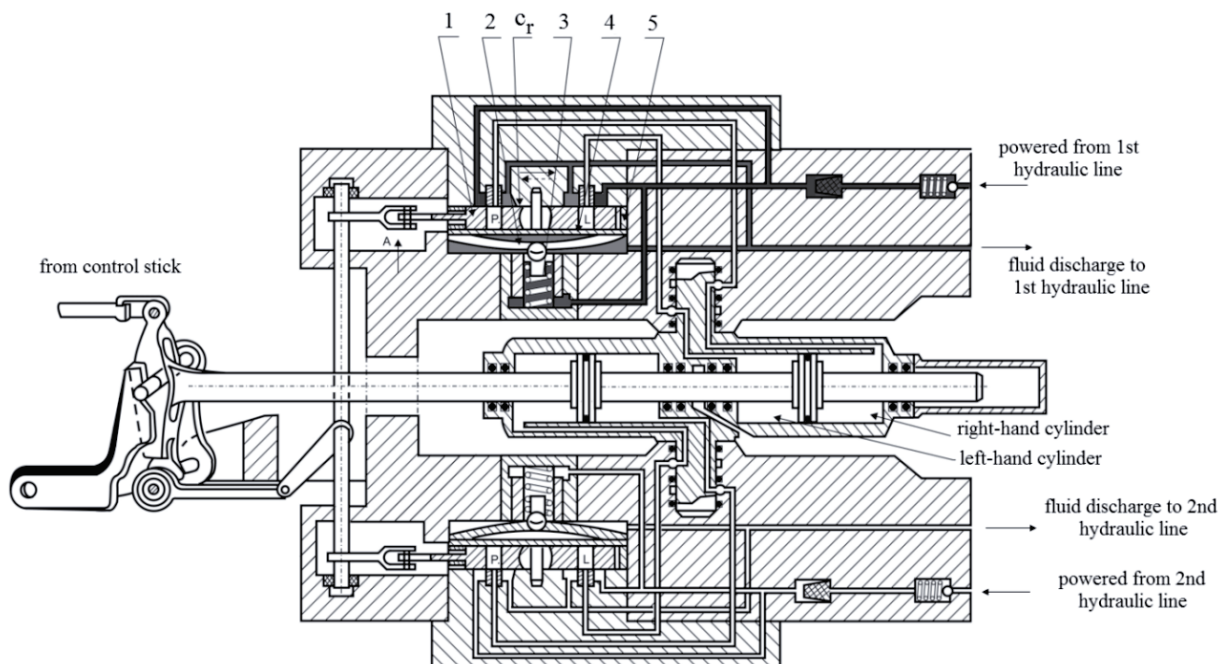 1 2 cr 3 4 5
powered from 1st
hydraulic line
P L
A
from control stick
fluid discharge to
1st hydraulic line
right-hand cylinder
left-hand cylinder
fluid discharge to 2nd
hydraulic line
P L
powered from 2nd
hydraulic line